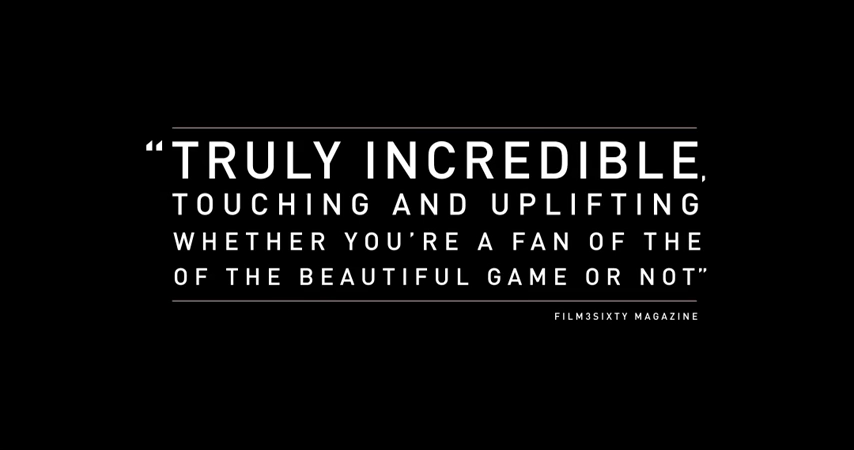 “TRULY INCREDIBLE,
TOUCHING AND UPLIFTING
WHETHER YOU’RE A FAN OF THE
OF THE BEAUTIFUL GAME OR NOT”
FILM3SIXTY MAGAZINE